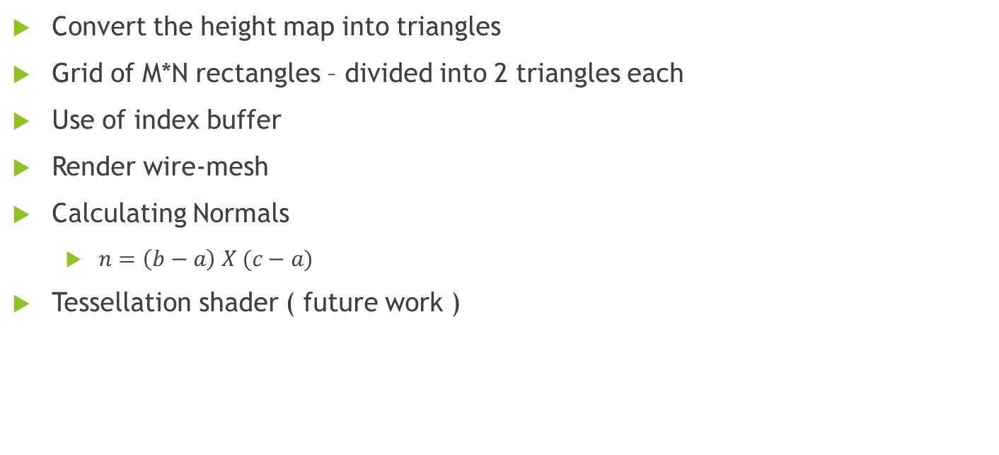 Convert the height map into triangles
Grid of M*N rectangles – divided into 2 triangles each
Use of index buffer
Render wire-mesh
Calculating Normals
n = (b − a) X (c − a)
Tessellation shader ( future work )